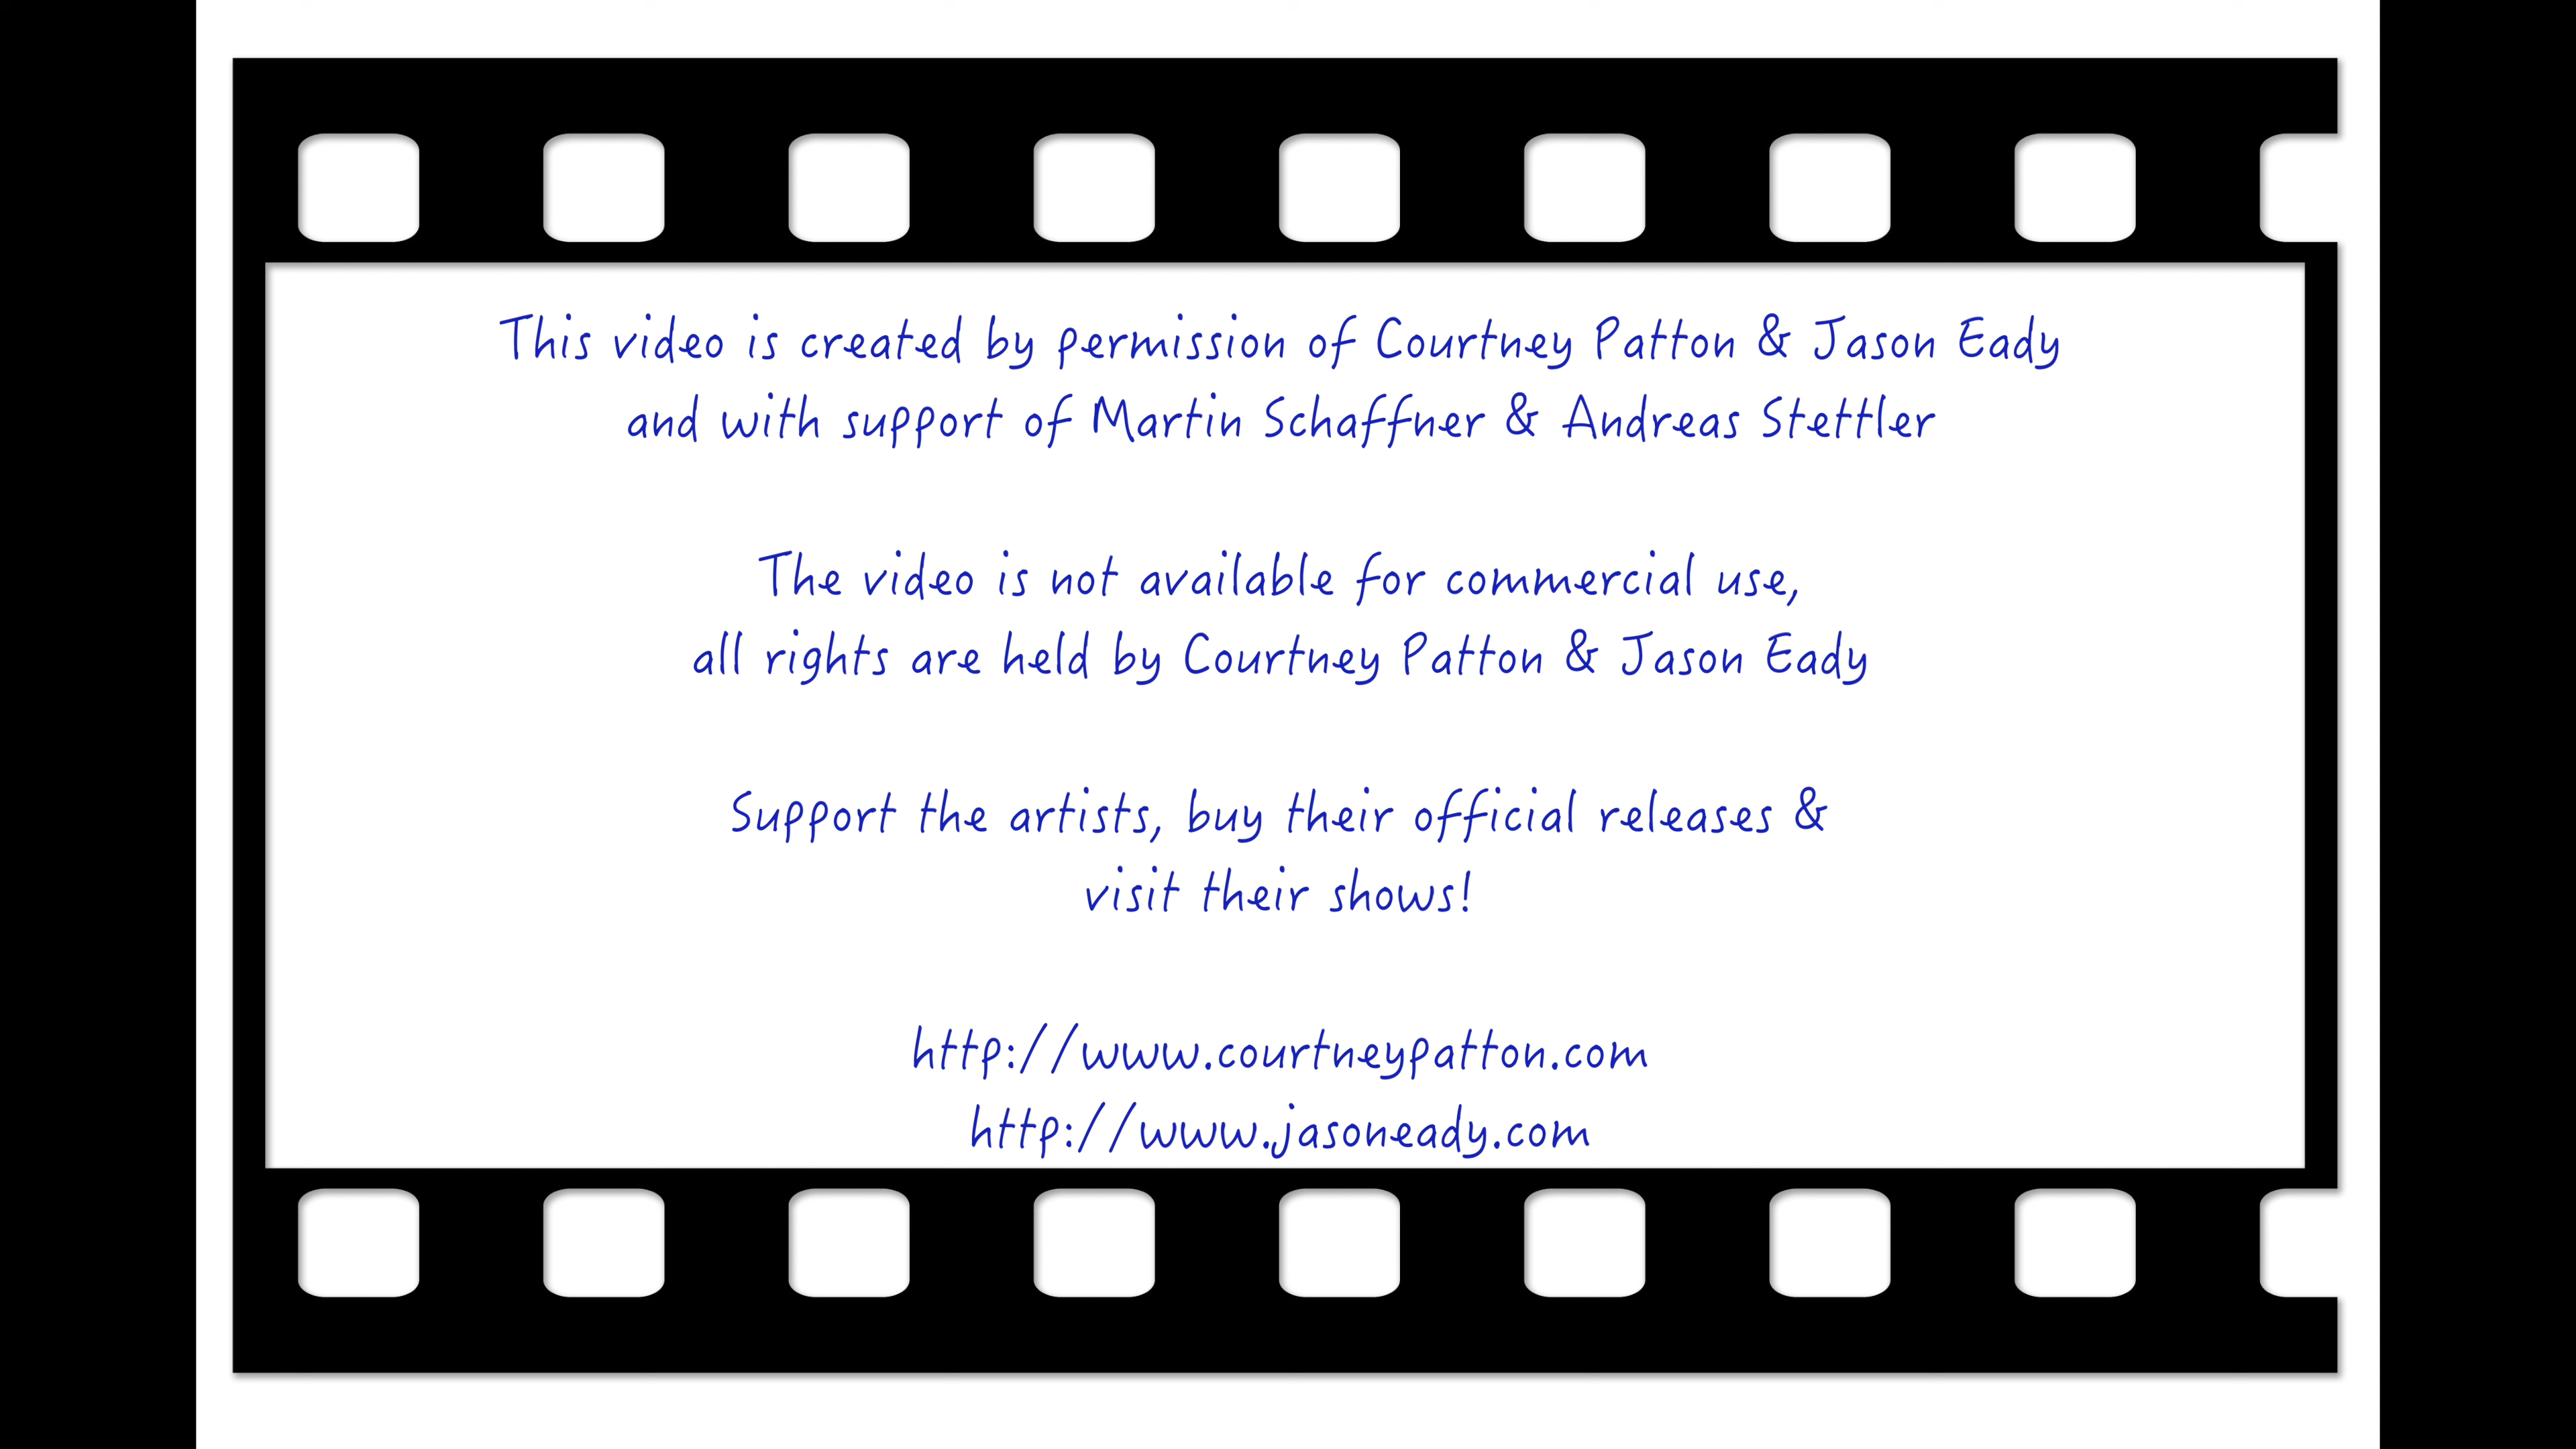 This video is created by permission of Courtney Patton & Jason Eady
and with support of Martin Schaffner & Andreas Stettler
The video is not available for commercial use,
all rights are held by Courtney Patton & Jason Eady
Support the artists, buy their official releases &
visit their shows!
http://www.courtneypatton.com
http://www.jasoneady.com